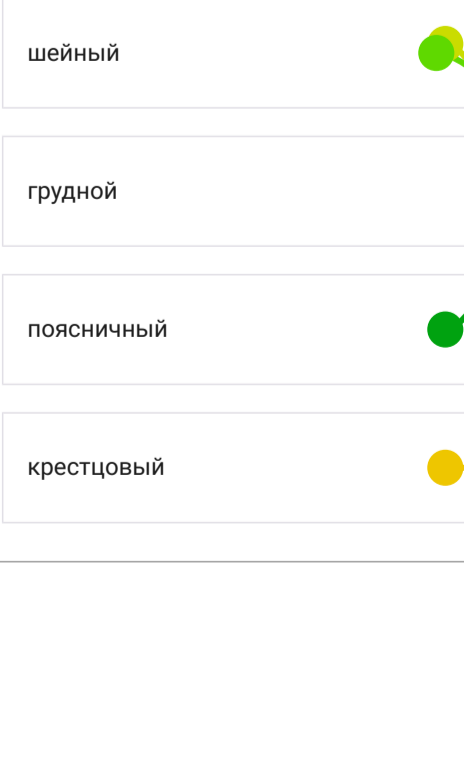 шейный
грудной
поясничный
крестцовый